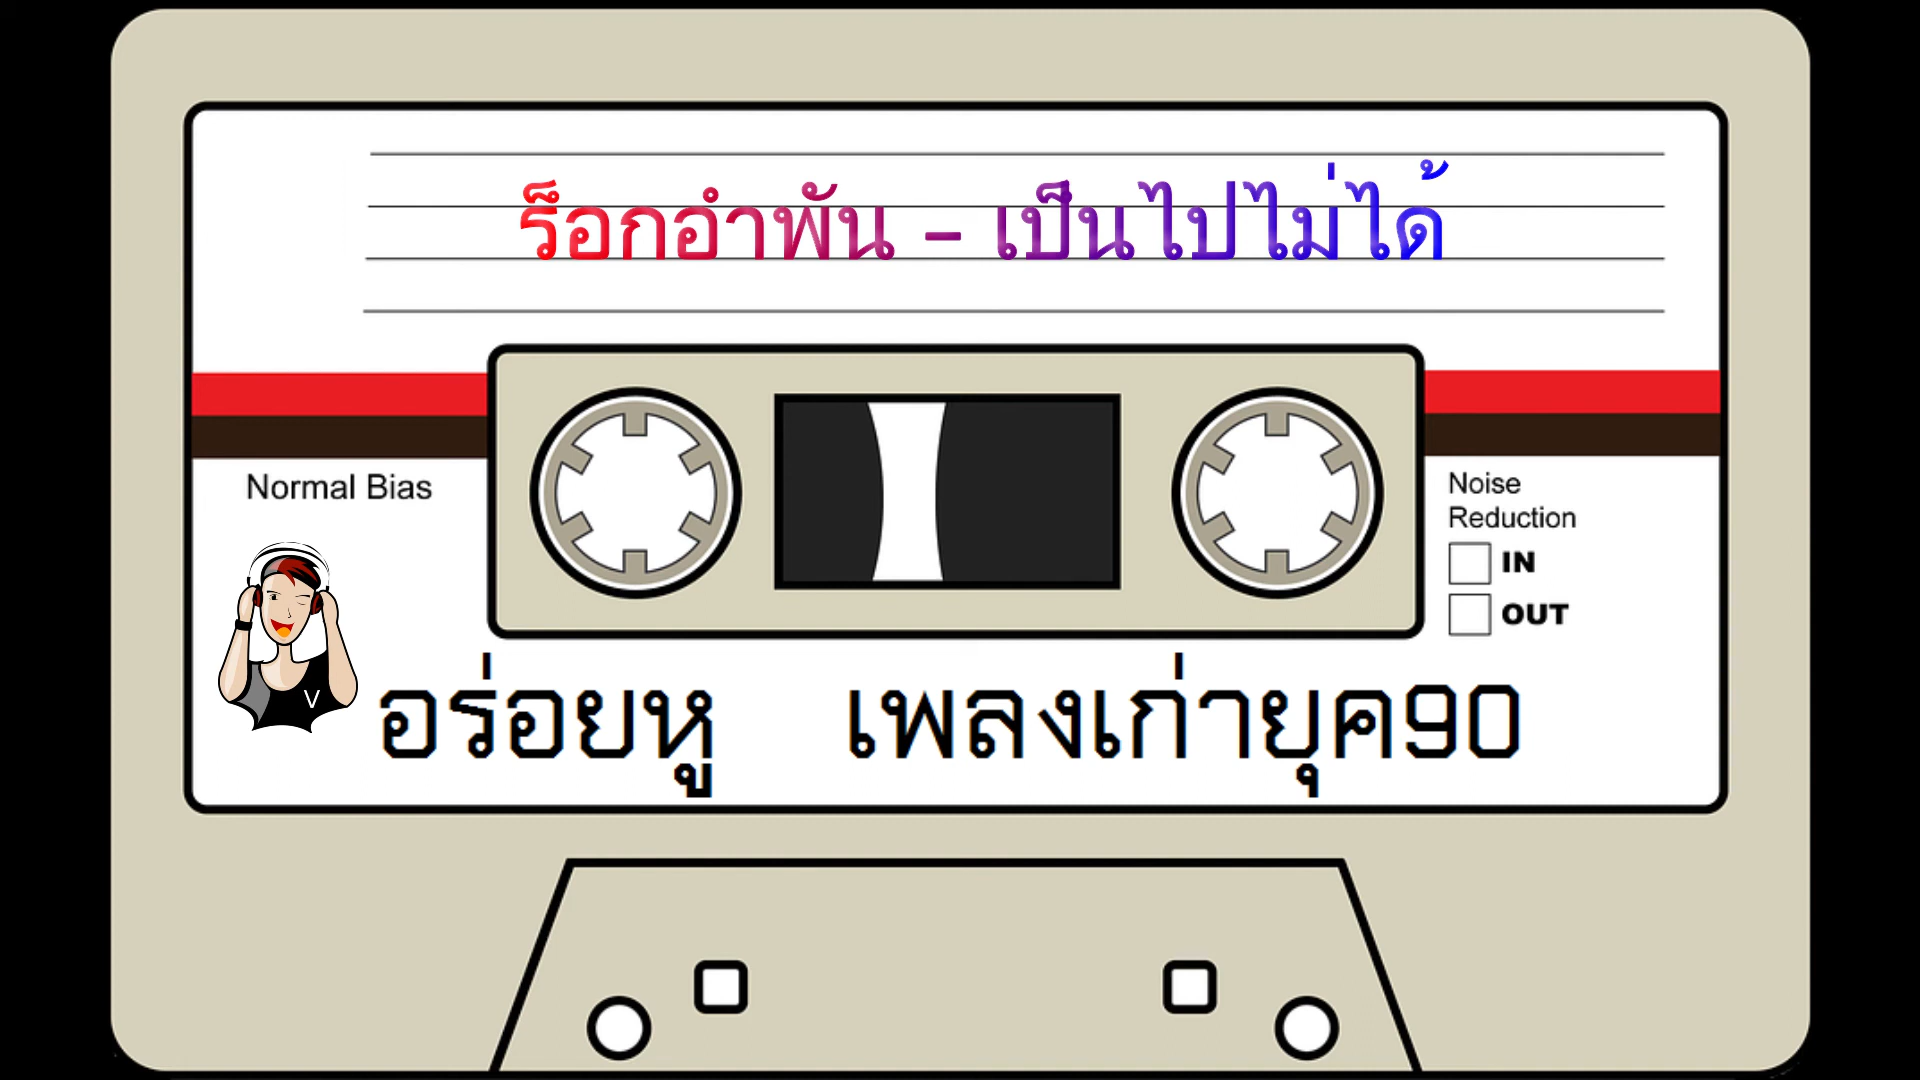 ร็อกอำพัน - เป็นไปไม่ได้
Normal Bias
Noise
Reduction
IN
OUT
V
อร่อยหู เพลงเก่ายุค90